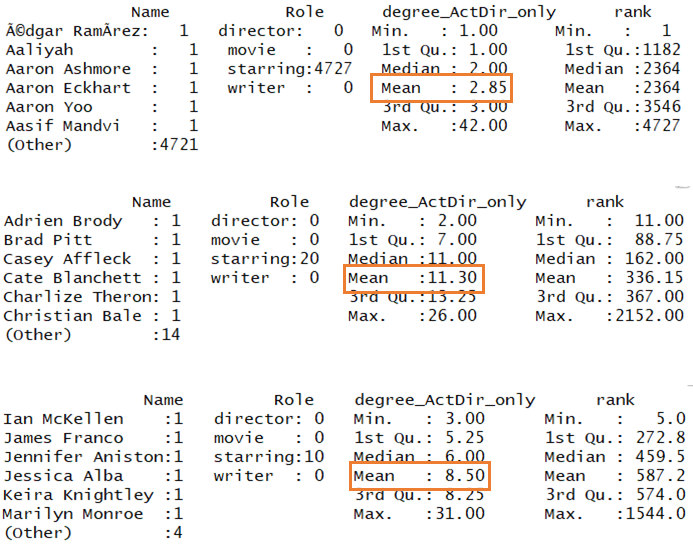 Name Role degree_ActDir_only rank
Ã©dgar RamÃrez: 1 director: 0 Min. : 1.00 Min. : 1
Aaliyah : 1 movie : 0 1st Qu.: 1.00 1st Qu.:1182
Aaron Ashmore : 1 starring:4727 Median : 2.00 Median :2364
Aaron Eckhart : 1 writer : 0 Mean : 2.85 Mean :2364
Aaron Yoo : 1 3rd Qu.: 3.00 3rd Qu.:3546
Aasif Mandvi : 1 Max. :42.00 Max. :4727
(Other) :4721
Name Role degree_ActDir_only rank
Adrien Brody : 1 director: 0 Min. : 2.00 Min. : 11.00
Brad Pitt : 1 movie : 0 1st Qu.: 7.00 1st Qu.: 88.75
Casey Affleck : 1 starring:20 Median :11.00 Median : 162.00
Cate Blanchett : 1 writer : 0 Mean :11.30 Mean : 336.15
Charlize Theron: 1 3rd Qu.:13.25 3rd Qu.: 367.00
Christian Bale : 1 Max. :26.00 Max. :2152.00
(Other) :14
Name Role degree_ActDir_only rank
Ian McKellen :1 director: 0 Min. : 3.00 Min. : 5.0
James Franco :1 movie : 0 1st Qu.: 5.25 1st Qu.: 272.8
Jennifer Aniston:1 starring:10 Median : 6.00 Median : 459.5
Jessica Alba :1 writer : 0 Mean : 8.50 Mean : 587.2
Keira Knightley :1 3rd Qu.: 8.25 3rd Qu.: 574.0
Marilyn Monroe :1 Max. :31.00 Max. :1544.0
(Other) :4